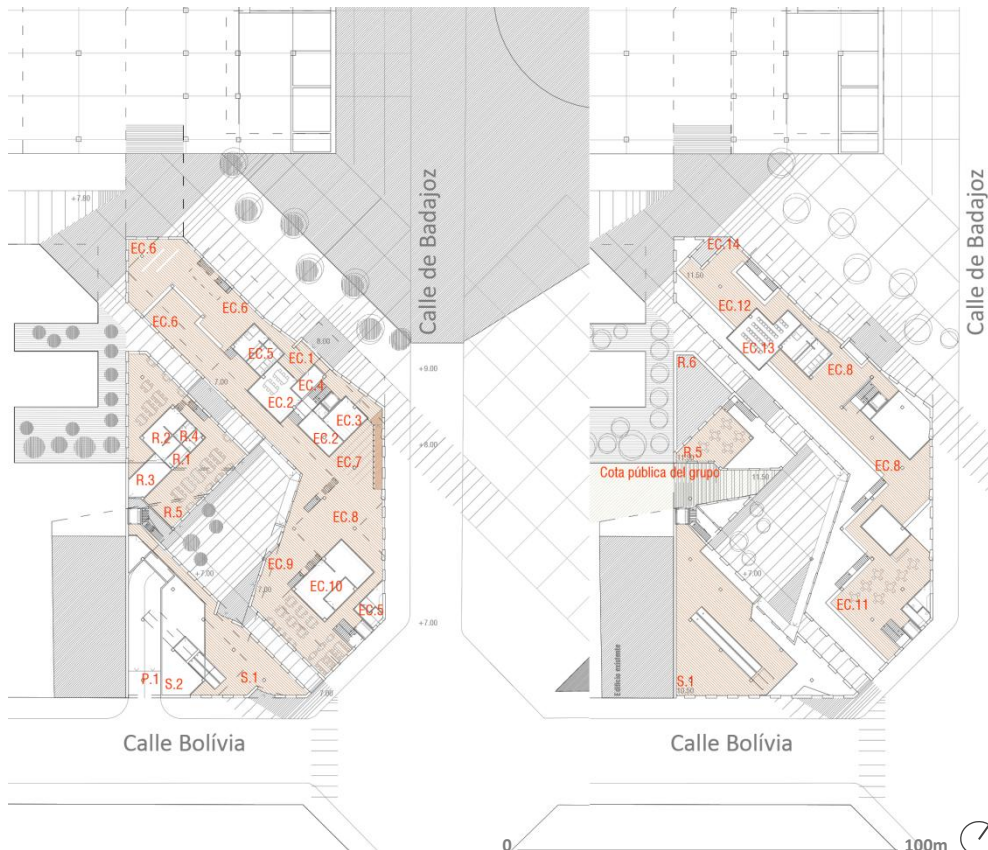 +7.80
EC.6
EC.6
EC.6
EC.5
EC.1
8.00
7.00
EC.4
EC.2
EC.3
EC.2
EC.7
R.2
R.4
R.1
R.3
R.5
EC.8
EC.9
+7.00
7.00
EC.10
EC.5
P.1
S.2
S.1
7.00
Calle de Badajoz
+9.00
+8.00
+7.00
Calle Bolívia
EC.14
11.50
EC.12
EC.13
EC.8
R.6
R.5
Cota pública del grupo
11.50
EC.8
+7.00
EC.11
Edificio existente
S.1
10.50
Calle de Badajoz
Calle Bolívia
0
100m